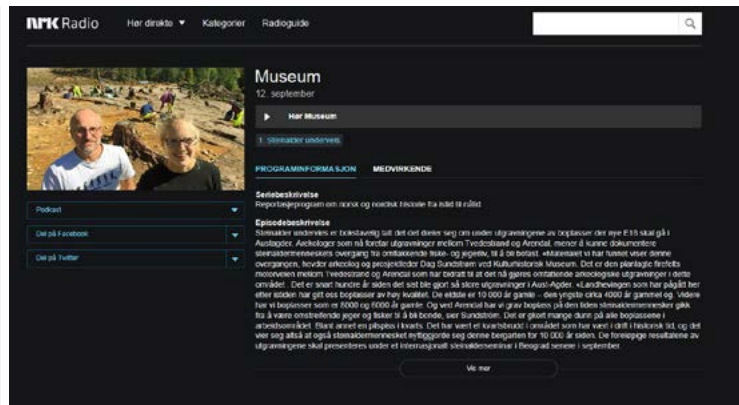 NRK Radio
Hør direkte
Kategorier
Radioguide
Museum
12. september
Hør Museum
1. Steinalder underveis
PROGRAMINFORMASJON
MEDVIRKENDE
Podkast
Del på Facebook
Del på Twitter
Seriebeskrivelse
Reportasjeprogram om norsk og nordisk historie fra istid til nåtid
Episodebeskrivelse
Steinalder underveis er bokstavelig talt det det dreier seg om under utgravningene av boplasser der nye E18 skal gå i
Austagder. Arkeologer som nå foretar utgravninger mellom Tvedestrand og Arendal, mener å kunne dokumentere
steinaldermenneskets overgang fra omflakkende fiske- og jegerliv, til å bli bofast. «Materialet vi har funnet viser denne
overgangen, hevder arkeolog og prosjektleder Dag Sundstrøm ved Kulturhistorisk Museum. Det er den planlagte firefelts
motorveien mellom Tvedestrand og Arendal som har bidratt til at det nå gjøres omfattende arkeologiske utgravninger i dette
området . Det er snart hundre år siden det sist ble gjort så store utgravninger i Aust-Agder. «Landhevingen som har pågått her
etter istiden har gitt oss boplasser av høy kvalitet. De eldste er 10 000 år gamle – den yngste cirka 4000 år gammel og. Videre
har vi boplasser som er 8000 og 6000 år gamle. Og ved Arendal har vi grav boplass på den tiden steinaldermennesker gikk
fra å være omstreifende jeger og fisker til å bli bonde, sier Sundström. Det er gjort mange funn på alle boplassene i
arbeidsområdet. Blant annet en pilspiss i kvarts. Det har vært et kvartsbrudd i området som har vært i drift i historisk tid, og det
viser seg altså at også steinaldermennesket nyttiggjorde seg denne bergarten for 10 000 år siden. De foreløpige resultatene av
utgravningene skal presenteres under et internasjonalt steinalderseminar i Beograd senere i september.
Vis mer